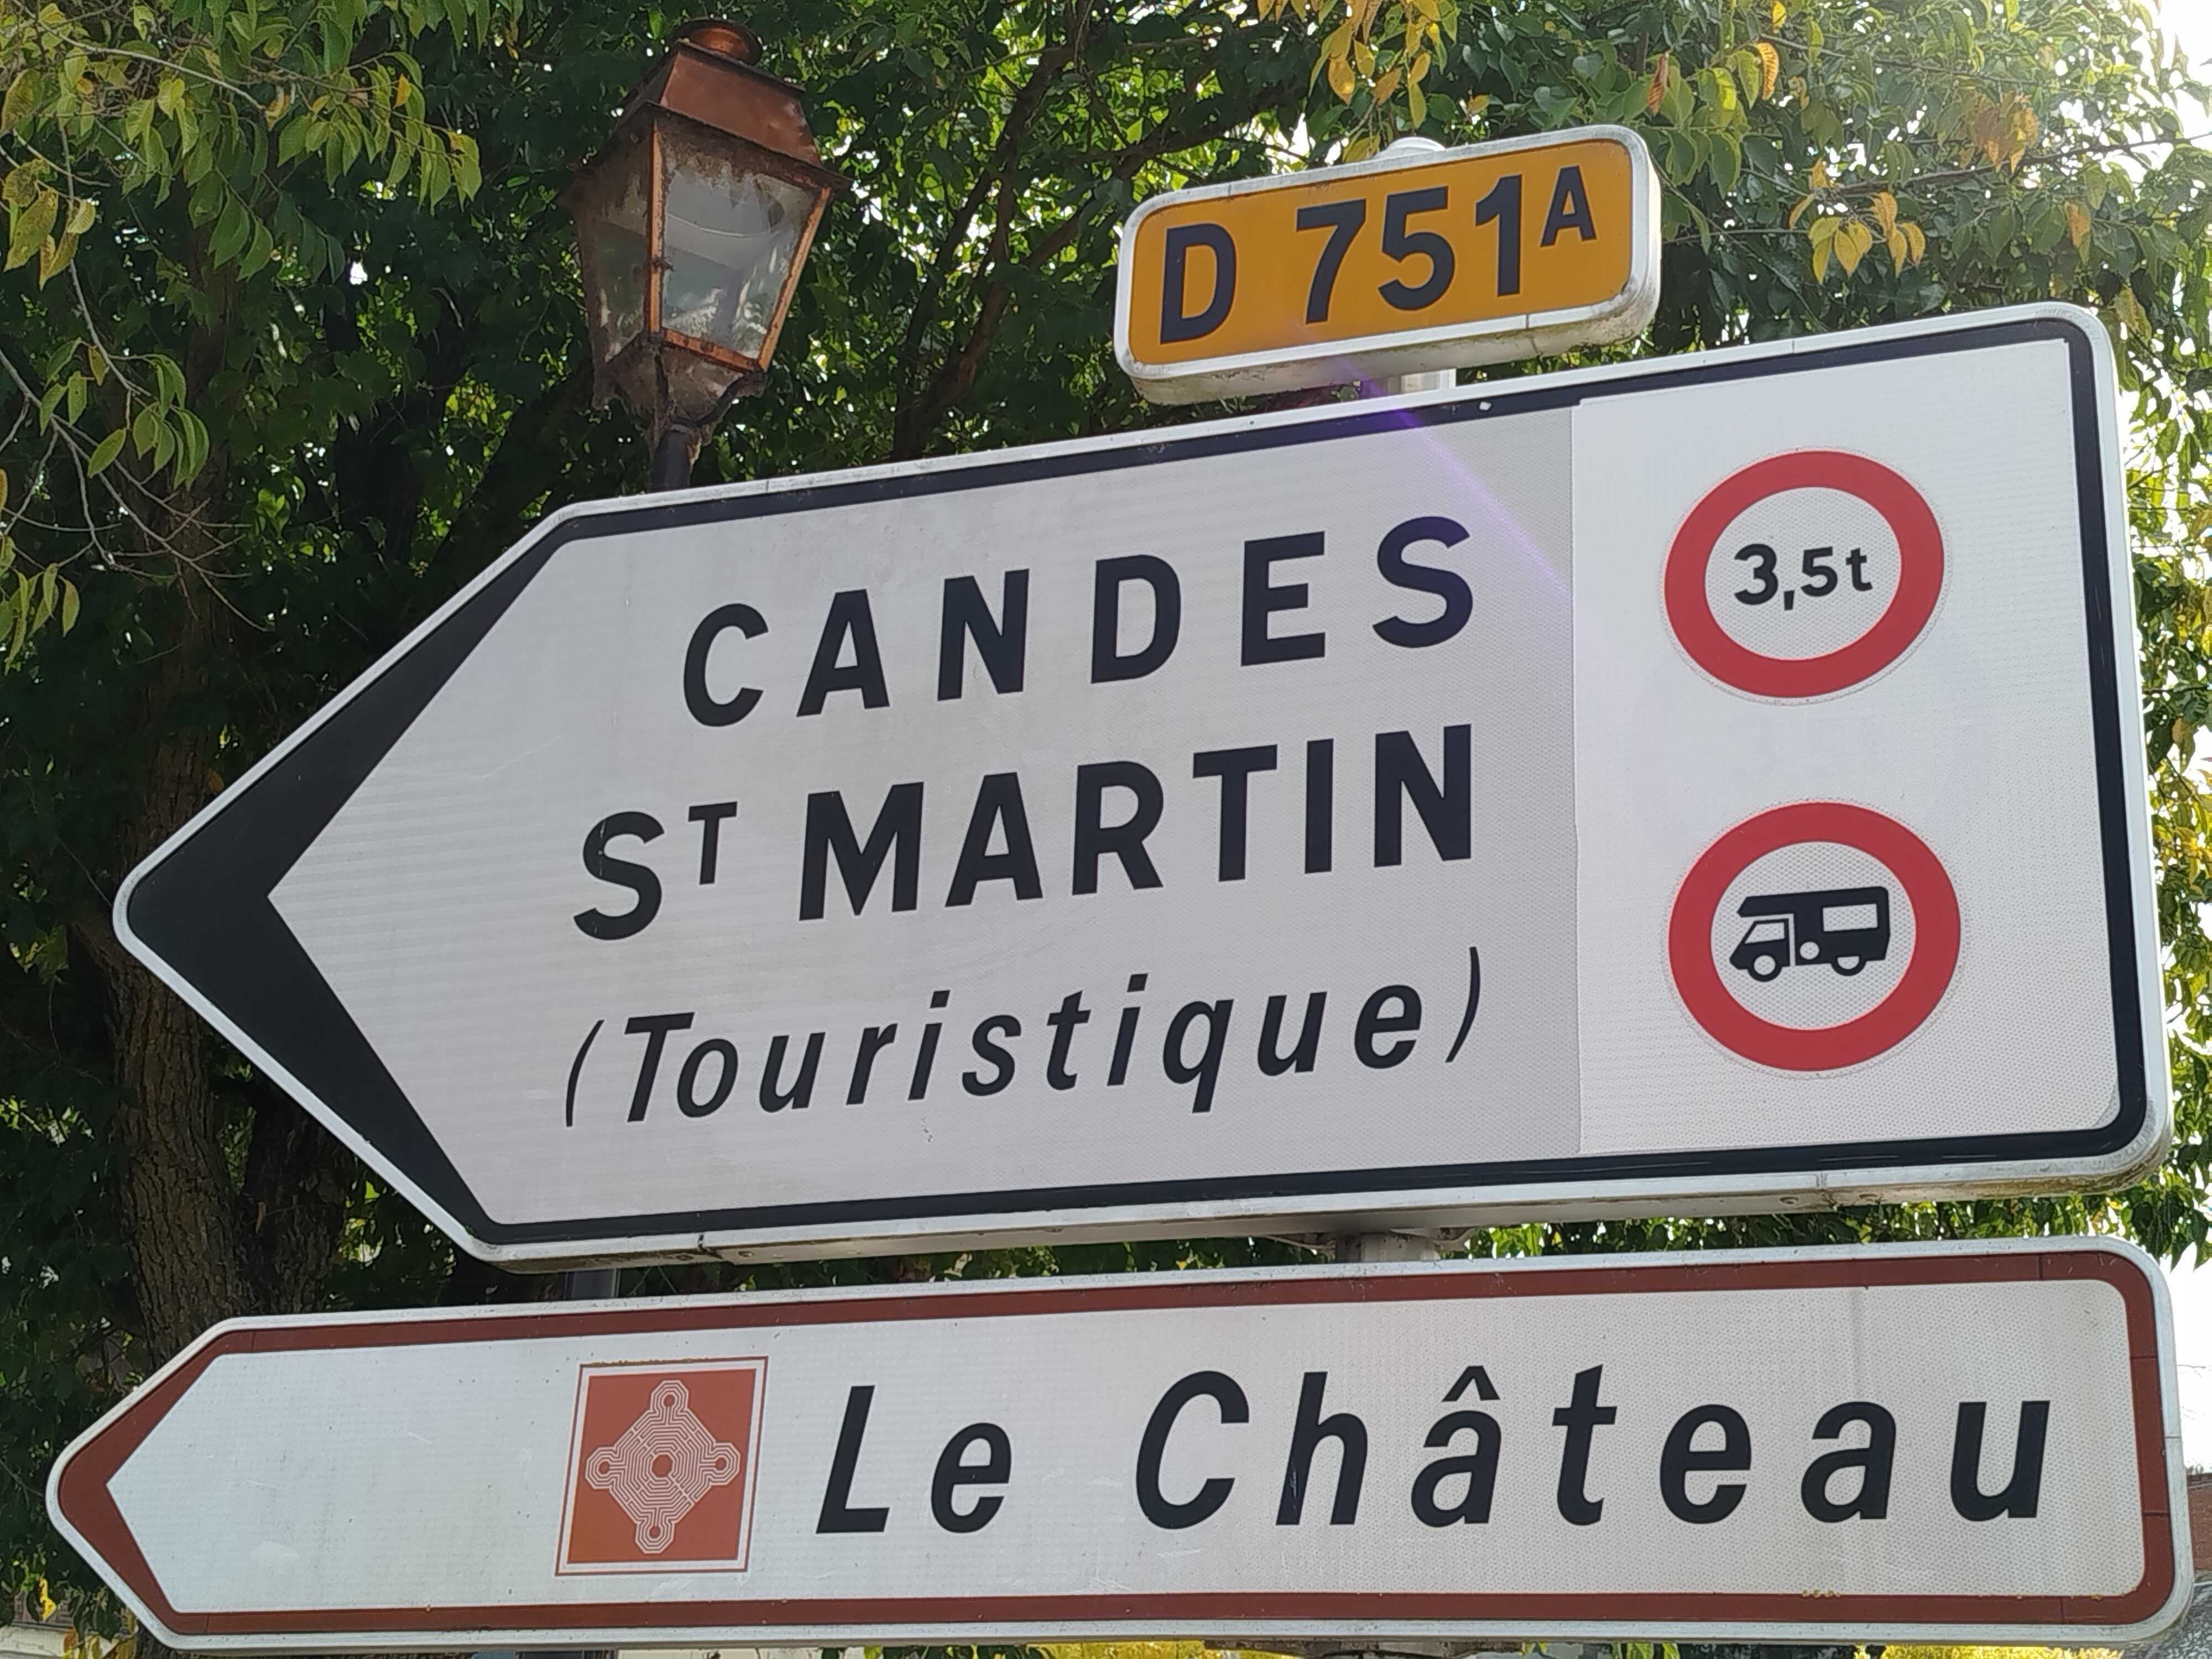 D 751A
CANDES
ST MARTIN
(Touristique)
3,5t
Le Château